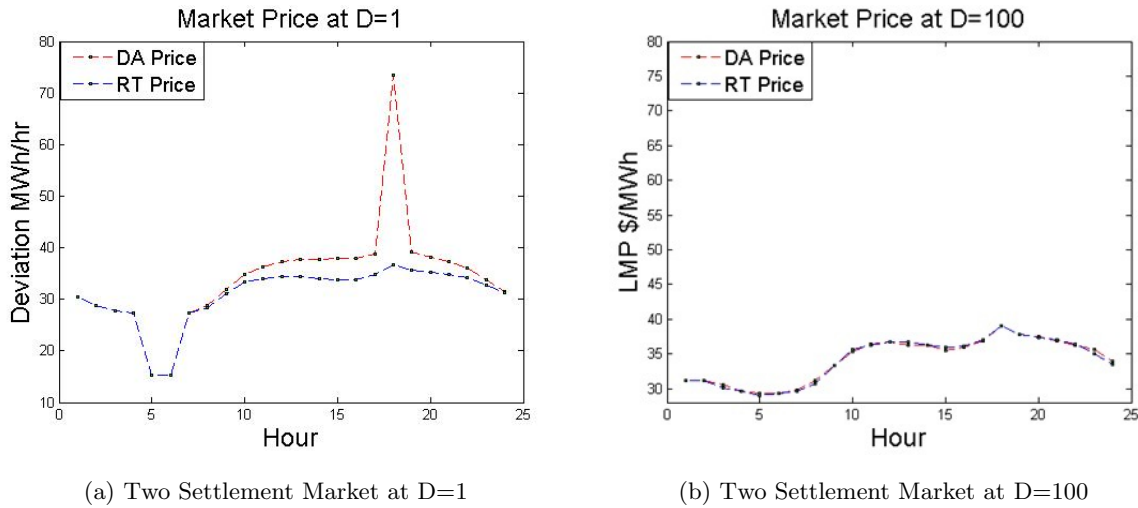 Market Price at D=1
80
70
60
50
40
30
20
10
DA Price
RT Price
Deviation MWh/hr
0
5
10
15
20
25
Hour
(a) Two Settlement Market at D=1
Market Price at D=100
80
75
70
65
60
55
50
45
40
35
30
DA Price
RT Price
LMP $/MWh
0
5
10
15
20
25
Hour
(b) Two Settlement Market at D=100